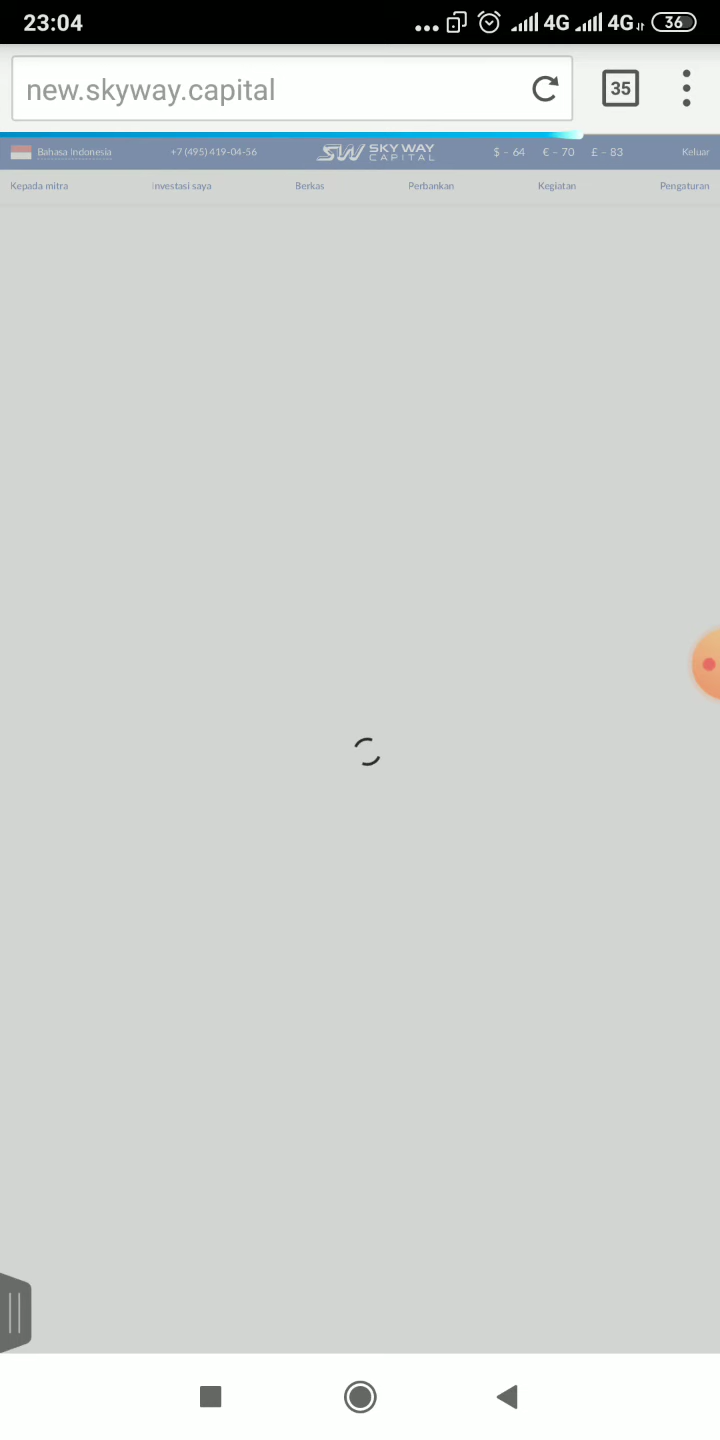 23:04 ... 4G 4G 36
new.skyway.capital 35
Bahasa Indonesia +7 (495) 419-04-56 SW SKY WAY CAPITAL $ – 64 € – 70 £ – 83 Keluar
Kepada mitra Investasi saya Berkas Perbankan Kegiatan Pengaturan